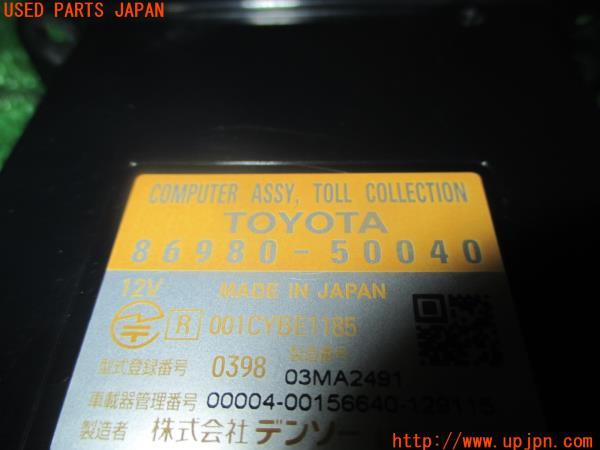 USED PARTS JAPAN
COMPUTER ASSY, TOLL COLLECTION
TOYOTA
86980-50040
12V MADE IN JAPAN
R 001CYBE1185
型式登録番号 0398 製造番号 03MA2491
車載器管理番号 00004-00156640-129115
製造者 株式会社 デンソー
http://www.upjpn.com